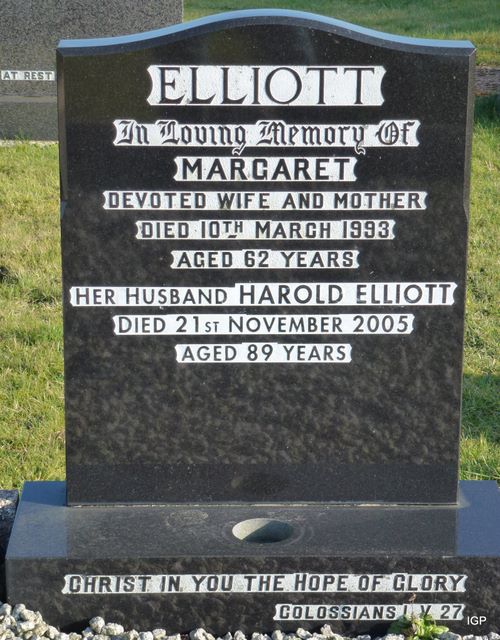 AT REST
ELLIOTT
In Loving Memory Of
MARGARET
DEVOTED WIFE AND MOTHER
DIED 10TH MARCH 1993
AGED 62 YEARS
HER HUSBAND HAROLD ELLIOTT
DIED 21ST NOVEMBER 2005
AGED 89 YEARS
CHRIST IN YOU THE HOPE OF GLORY
COLOSSIANS I. V. 27
IGP